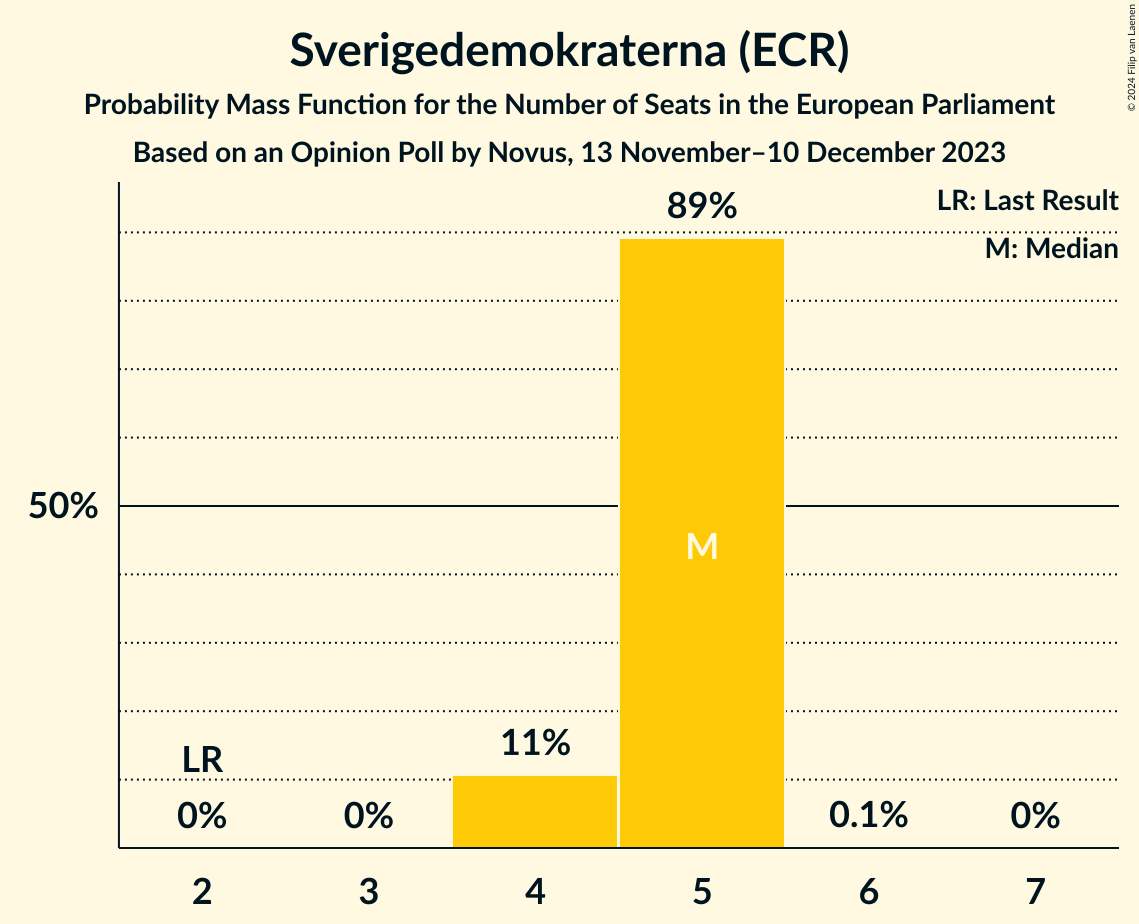 Sverigedemokraterna (ECR)
Probability Mass Function for the Number of Seats in the European Parliament
Based on an Opinion Poll by Novus, 13 November–10 December 2023
© 2024 Filip van Laenen
LR: Last Result
M: Median
89%
50%
M
11%
LR
0%
0%
0.1%
0%
2
3
4
5
6
7